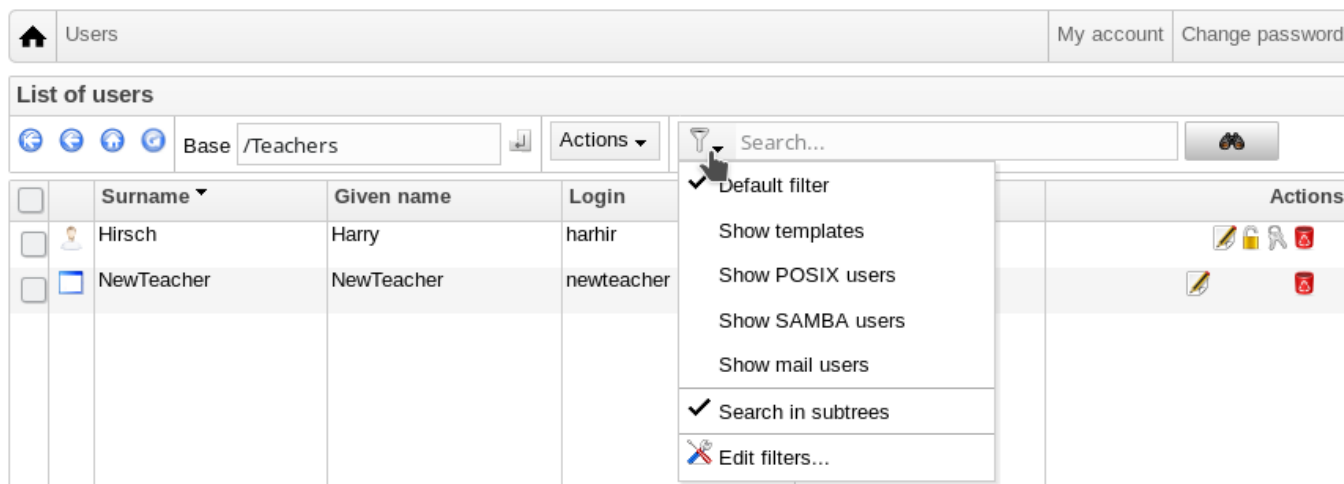 Users My account Change password
List of users
Base /Teachers Actions Search...
Surname Given name Login Actions
Hirsch Harry harhir
NewTeacher NewTeacher newteacher
Default filter
Show templates
Show POSIX users
Show SAMBA users
Show mail users
Search in subtrees
Edit filters...